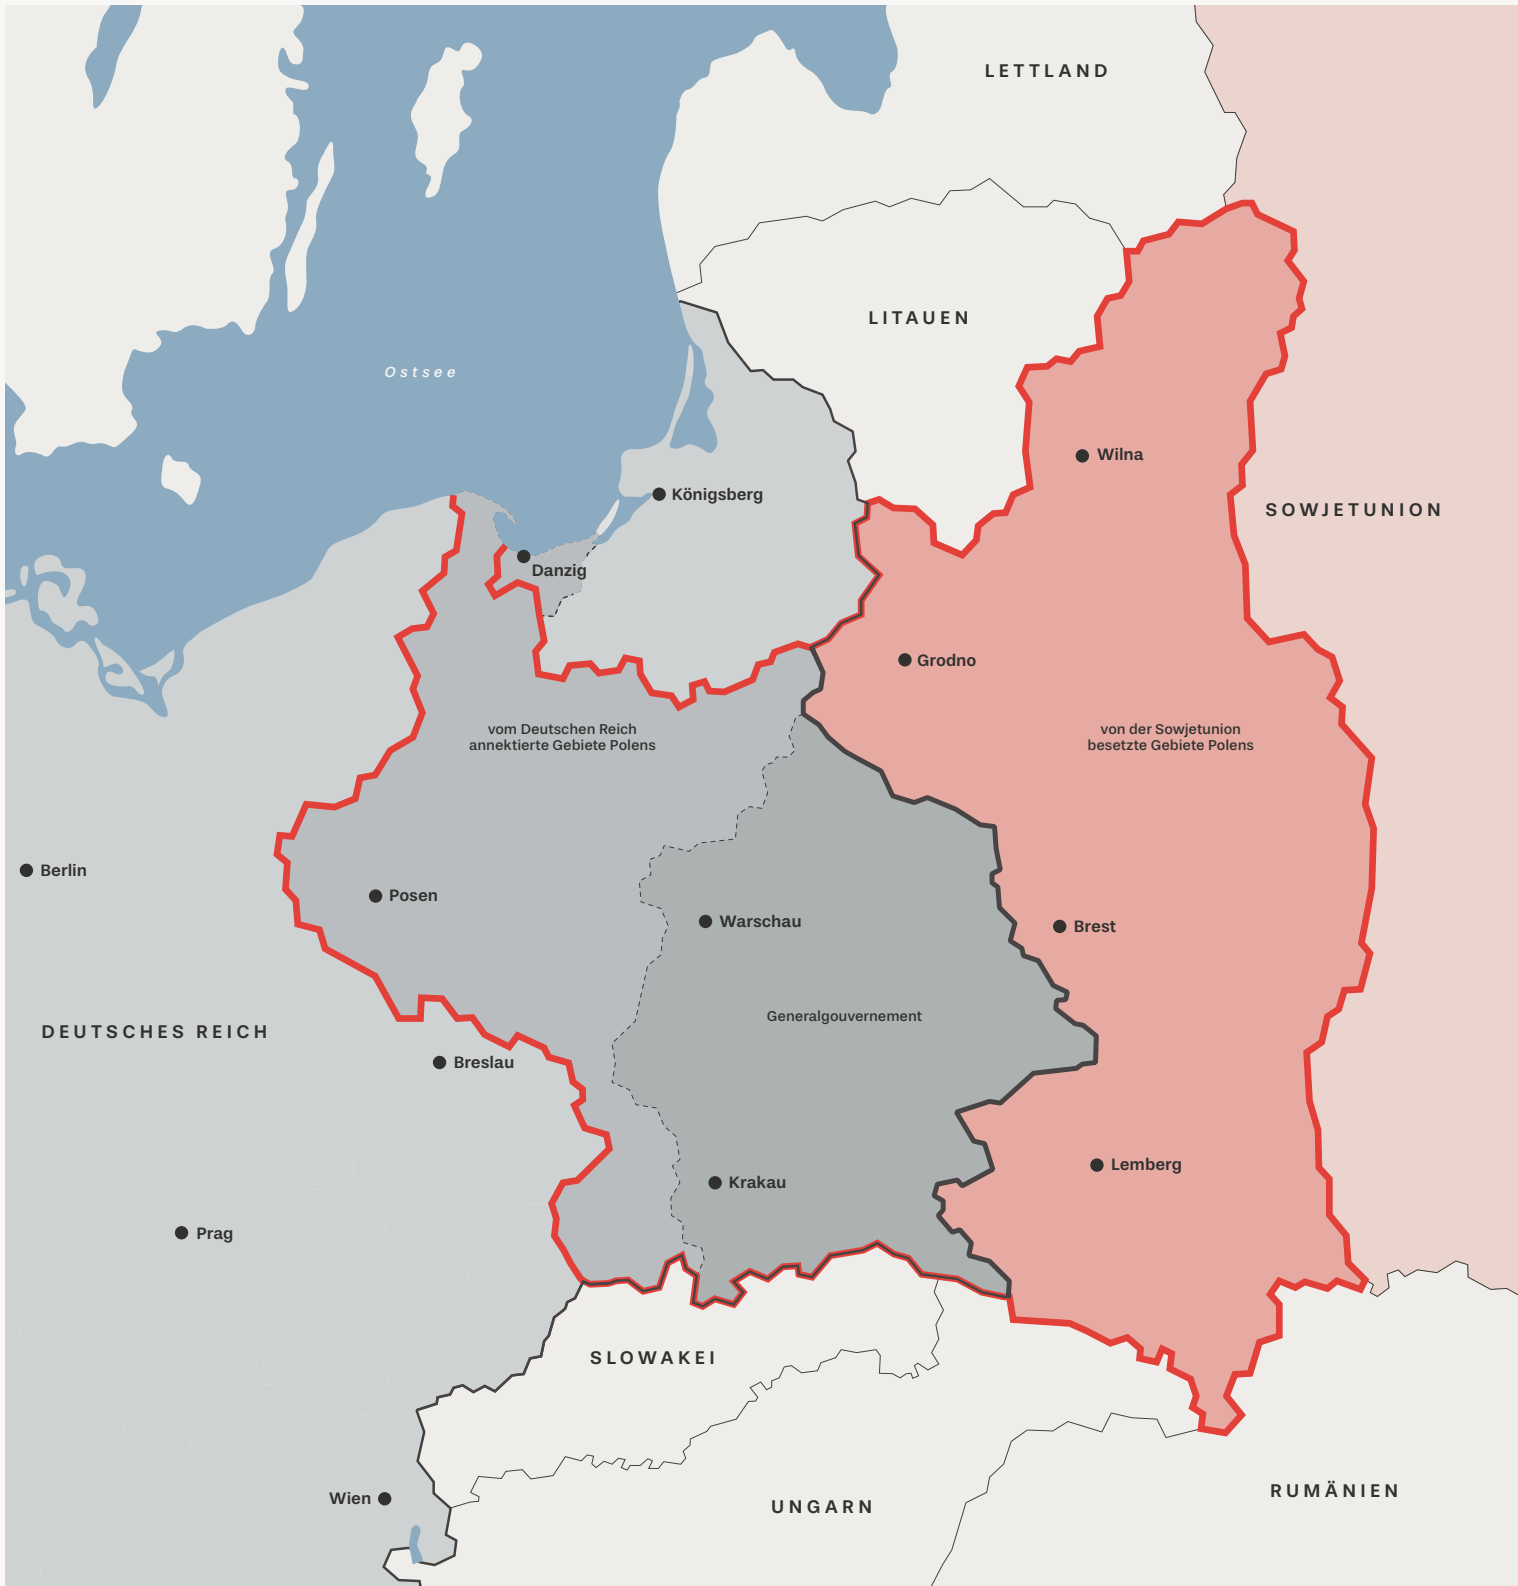 LETTLAND
LITAUEN
Ostsee
Wilna
Königsberg
SOWJETUNION
Danzig
Grodno
vom Deutschen Reich
annektierte Gebiete Polens
von der Sowjetunion
besetzte Gebiete Polens
Berlin
Posen
Warschau
Brest
Generalgouvernement
DEUTSCHES REICH
Breslau
Lemberg
Krakau
Prag
SLOWAKEI
RUMÄNIEN
Wien
UNGARN